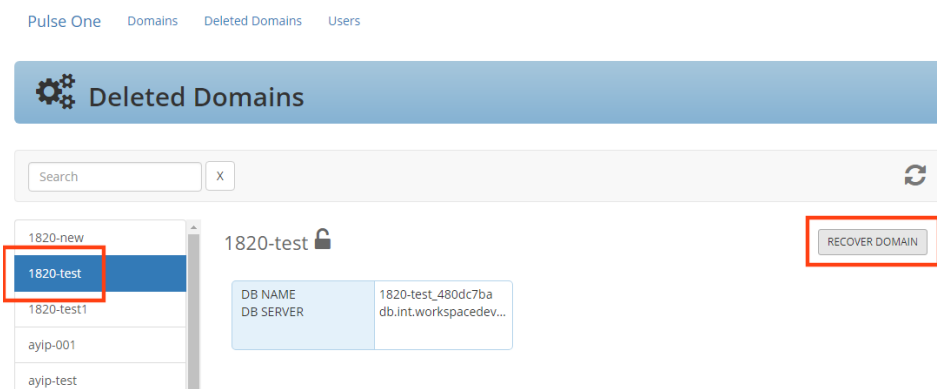 Pulse One Domains Deleted Domains Users
Deleted Domains
Search X
1820-new
1820-test
1820-test1
ayip-001
ayip-test
1820-test
RECOVER DOMAIN
DB NAME 1820-test_480dc7ba
DB SERVER db.int.workspacedev...